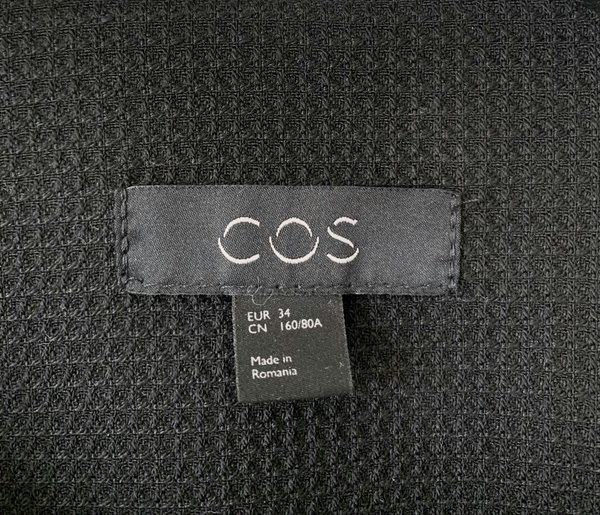 COS
EUR 34
CN 160/80A
Made in
Romania